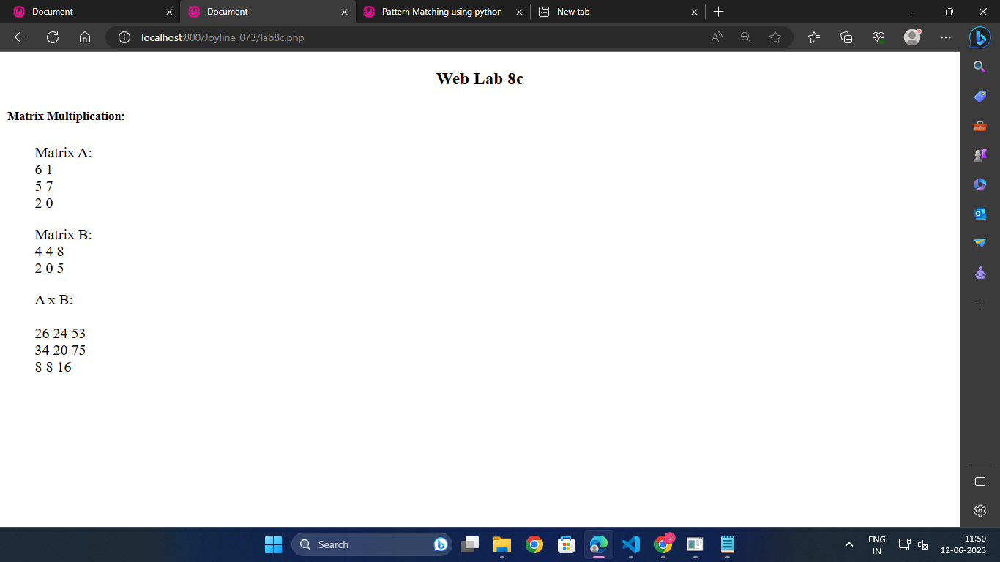 Document
Document
Pattern Matching using python
New tab
localhost:800/Joyline_073/lab8c.php
Web Lab 8c
Matrix Multiplication:
Matrix A:
6 1
5 7
2 0
Matrix B:
4 4 8
2 0 5
A x B:
26 24 53
34 20 75
8 8 16
Search
J
ENG
IN
11:50
12-06-2023